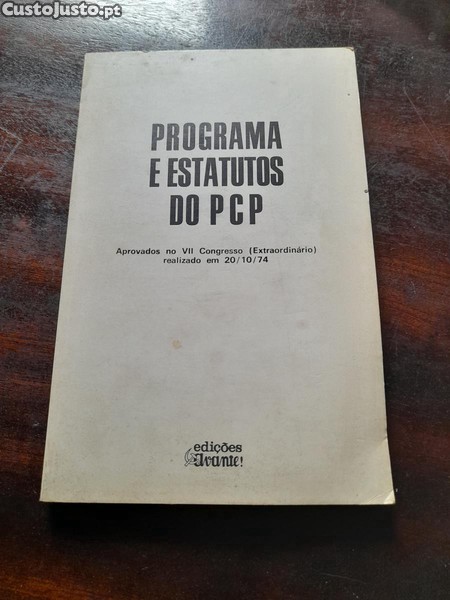 CustoJusto.pt
PROGRAMA
E ESTATUTOS
DO PCP
Aprovados no VII Congresso (Extraordinário)
realizado em 20/10/74
edições
Avante!